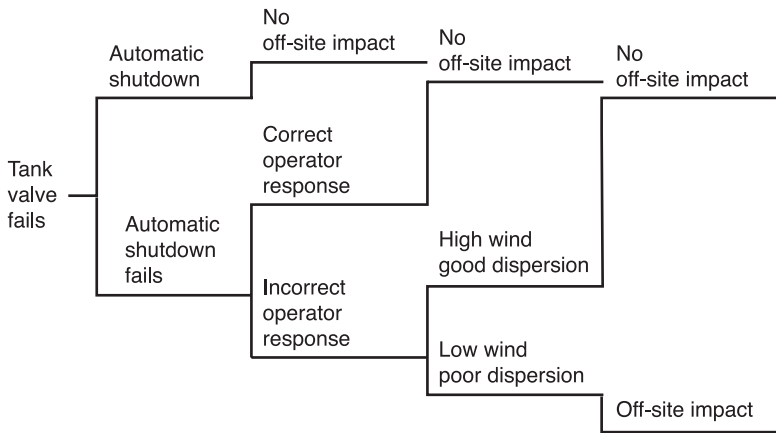 Tank
valve
fails
Automatic
shutdown
Automatic
shutdown
fails
No
off-site impact
Correct
operator
response
Incorrect
operator
response
No
off-site impact
High wind
good dispersion
Low wind
poor dispersion
No
off-site impact
Off-site impact